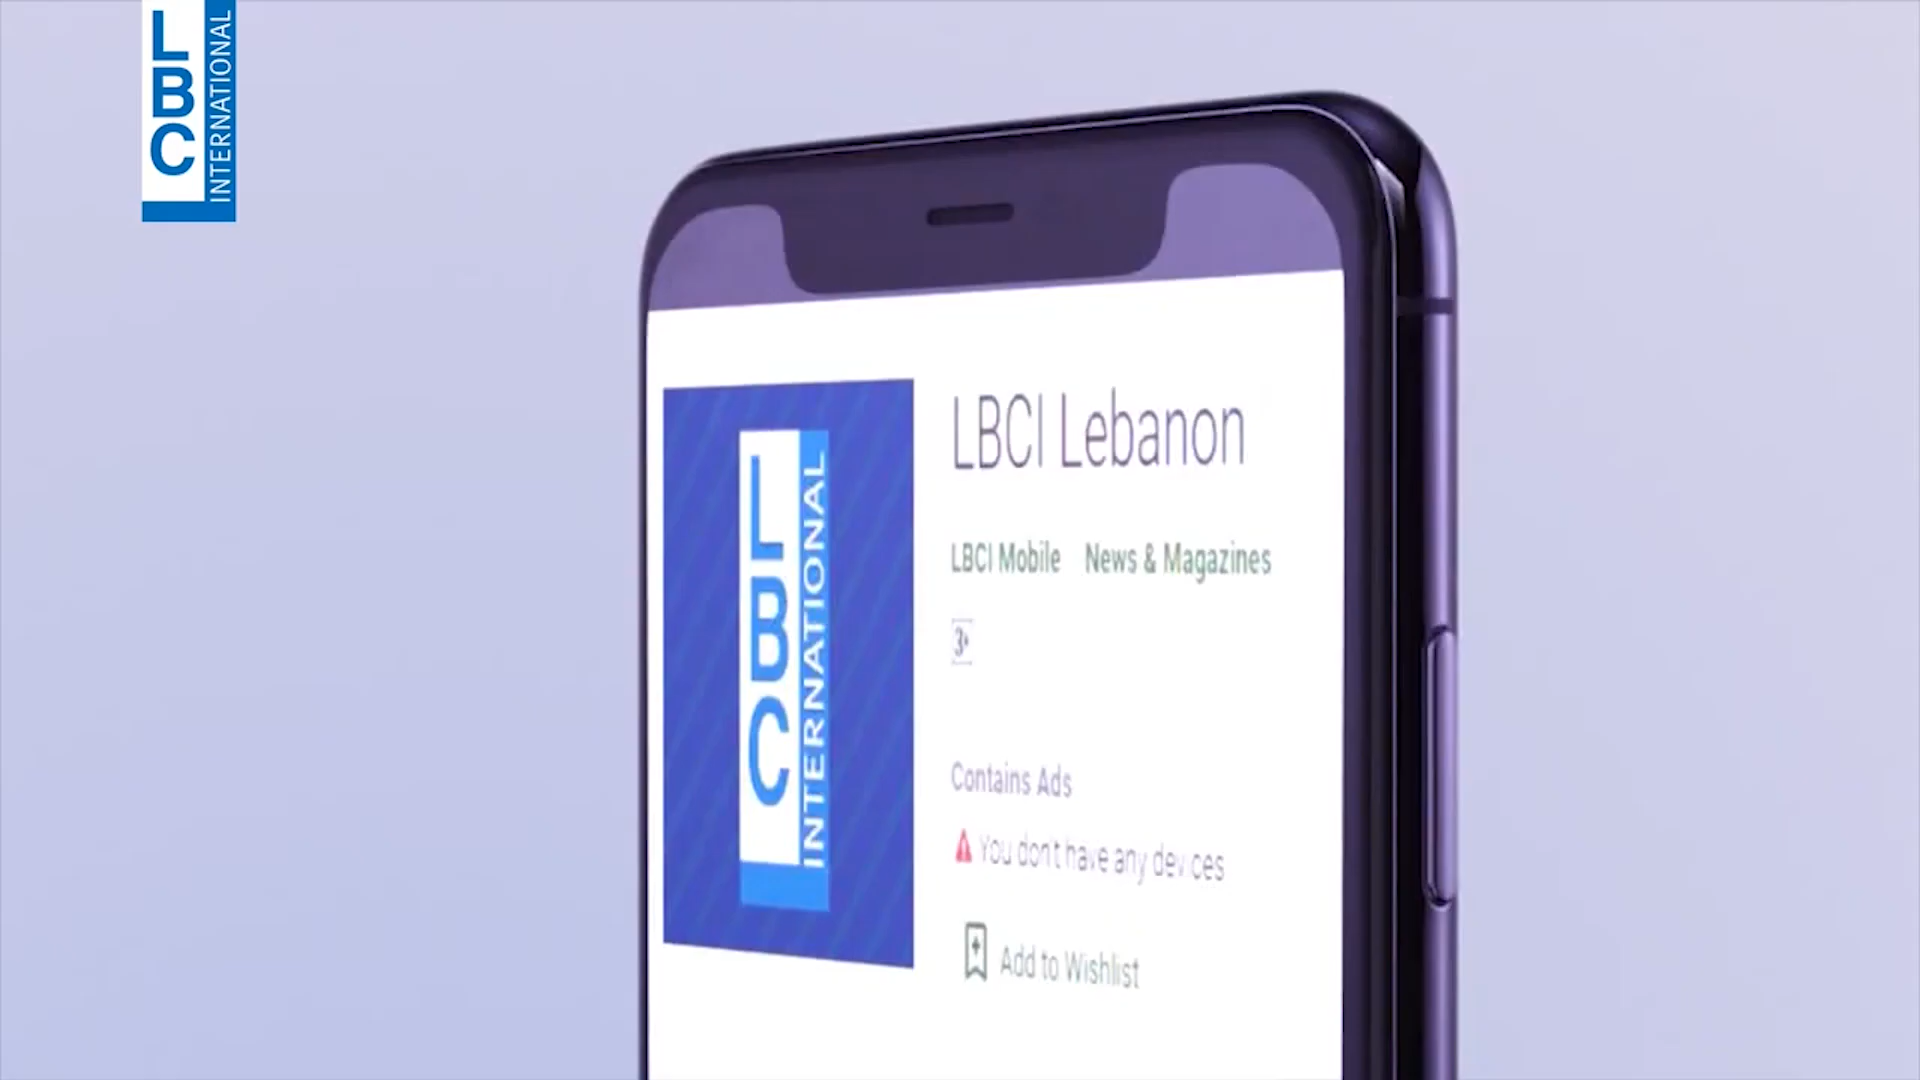 LBC
INTERNATIONAL
LBC
INTERNATIONAL
LBCI Lebanon
LBCI Mobile News & Magazines
3+
Contains Ads
You don't have any devices
Add to Wishlist